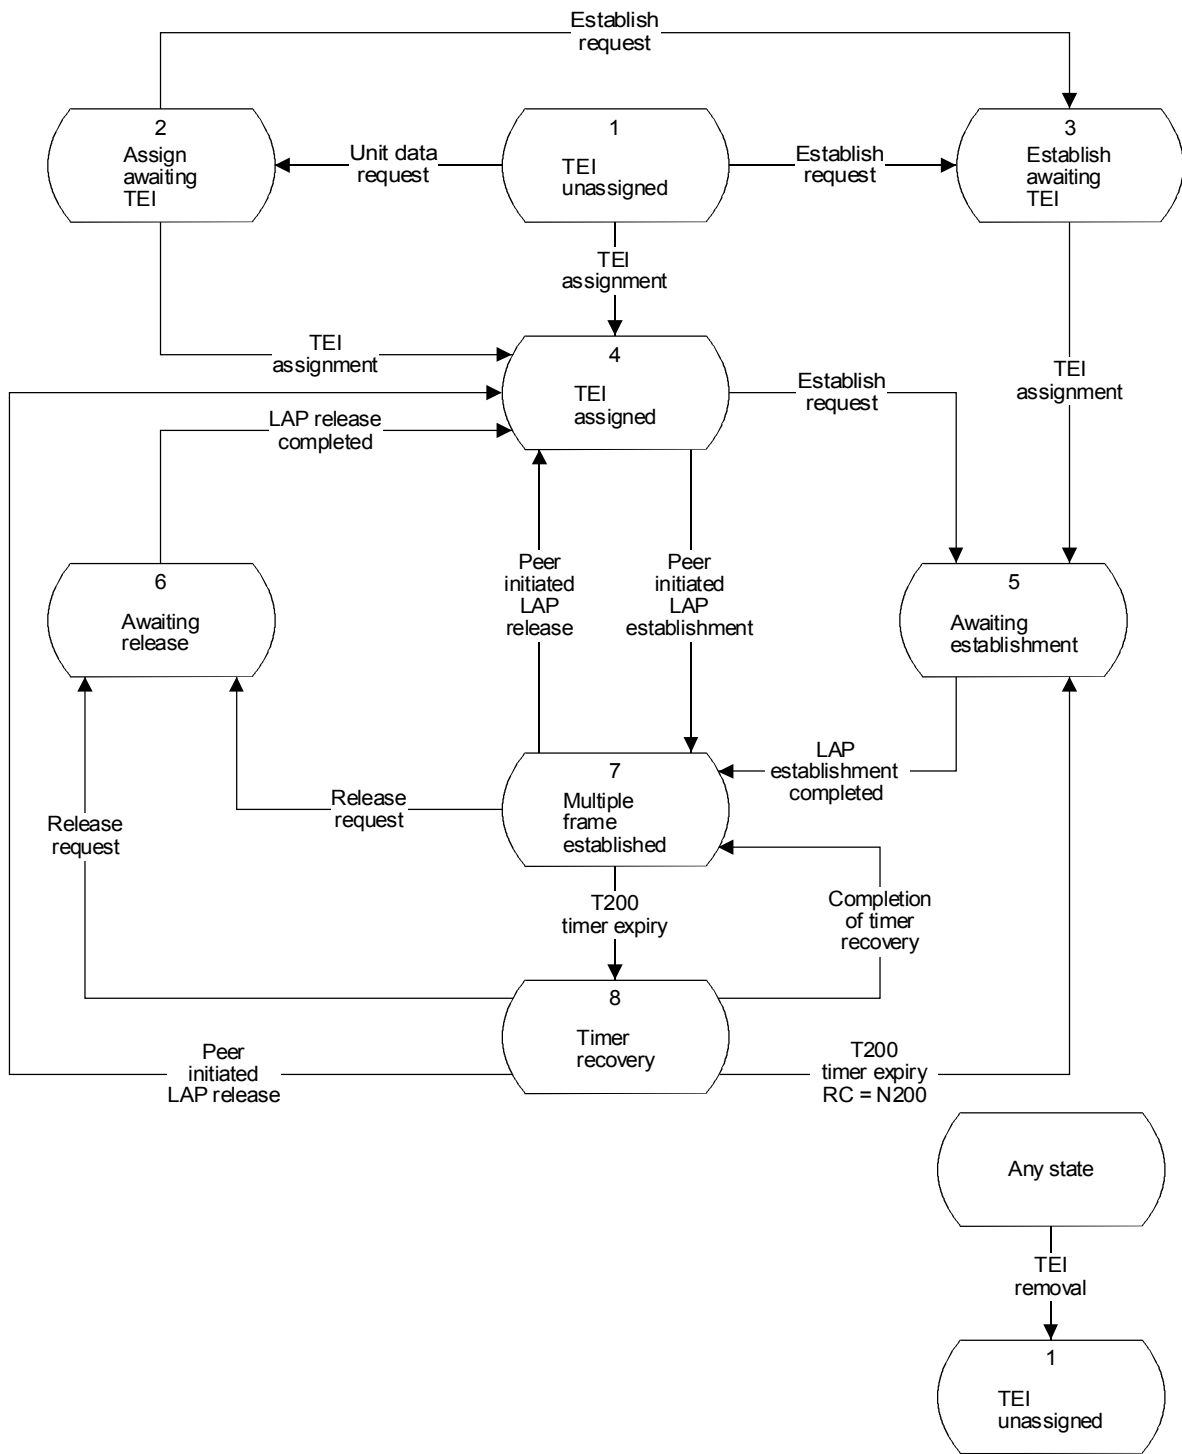 Establish
request
2
Assign
awaiting
TEI
Unit data
request
1
TEI
unassigned
Establish
request
3
Establish
awaiting
TEI
TEI
assignment
TEI
assignment
4
TEI
assigned
Establish
request
TEI
assignment
LAP release
completed
6
Awaiting
release
Peer
initiated
LAP
release
Peer
initiated
LAP
establishment
5
Awaiting
establishment
LAP
establishment
completed
7
Multiple
frame
established
Release
request
Release
request
T200
timer expiry
Completion
of timer
recovery
8
Timer
recovery
Peer
initiated
LAP release
T200
timer expiry
RC = N200
Any state
TEI
removal
1
TEI
unassigned